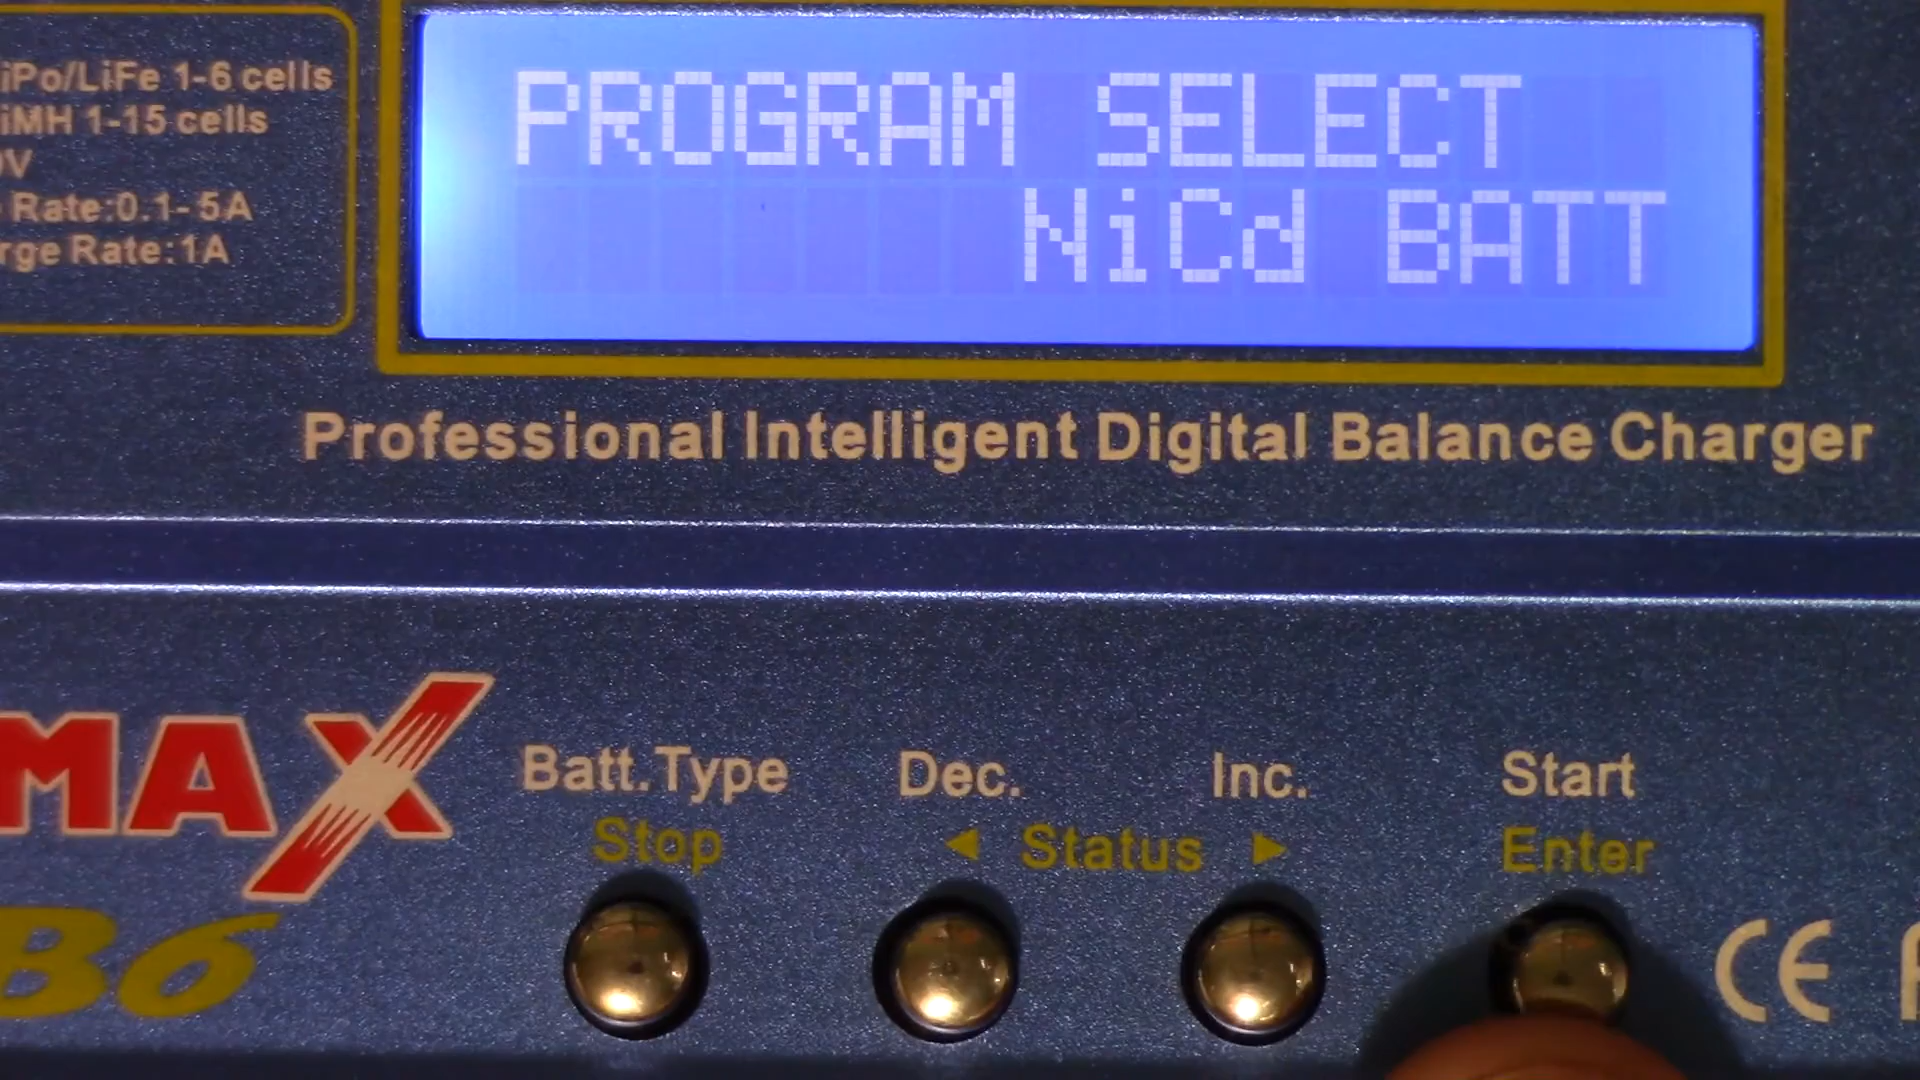 iPo/LiFe 1-6 cells
iMH 1-15 cells
V
Rate:0.1-5A
rge Rate:1A
PROGRAM SELECT
NiCd BATT
Professional Intelligent Digital Balance Charger
MAX
B6
Batt.Type
Dec.
Inc.
Start
Stop
◄ Status ►
Enter
CE